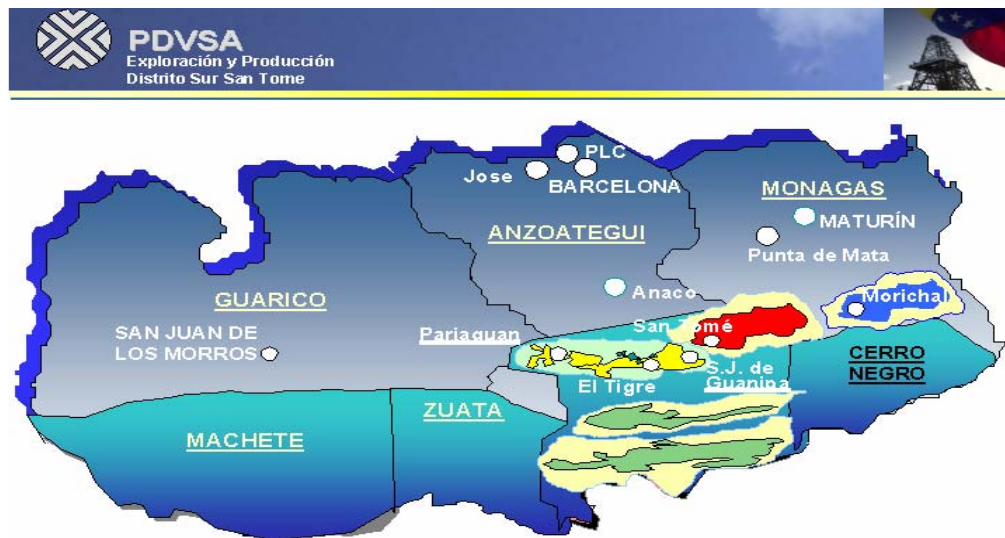 PDVSA
Exploración y Producción
Distrito Sur San Tome
PLC
Jose
BARCELONA
MONAGAS
MATURÍN
ANZOATEGUI
Punta de Mata
GUARICO
Anaco
Morichal
SAN JUAN DE
LOS MORROS
Pariaguan
San Tomé
S.J. de
Guanipa
El Tigre
CERRO
NEGRO
ZUATA
MACHETE